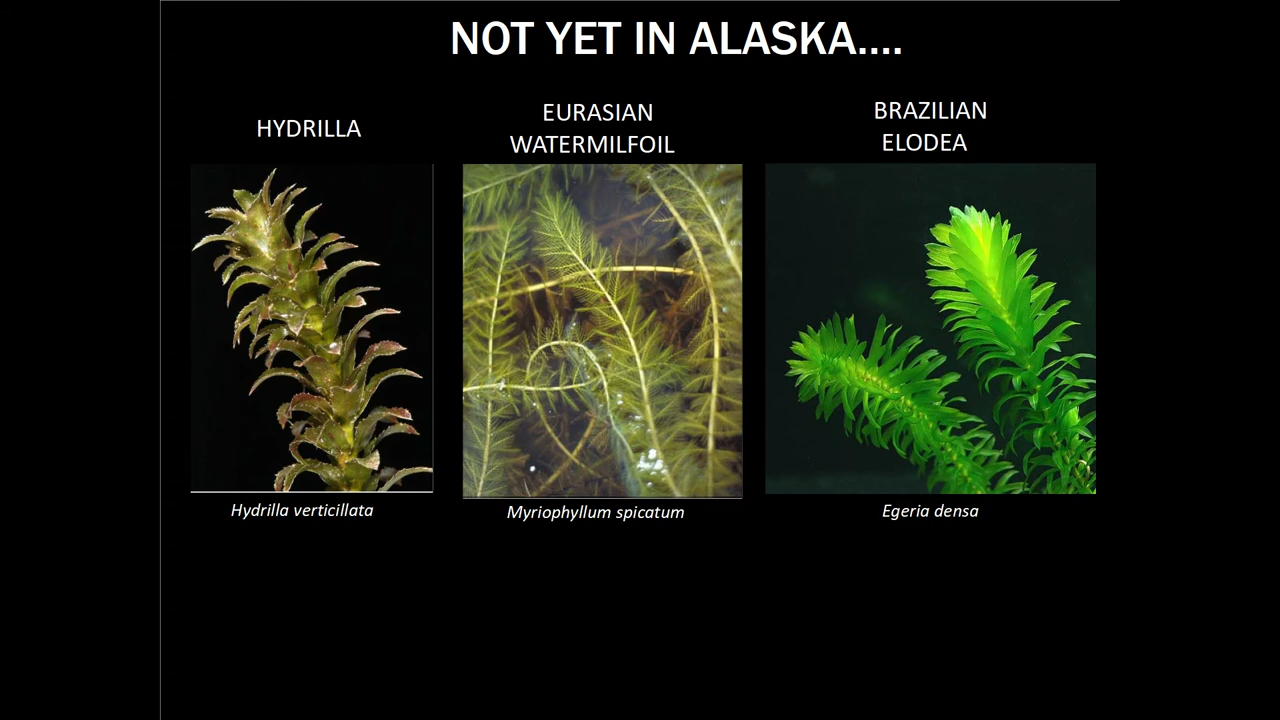 NOT YET IN ALASKA....
HYDRILLA
EURASIAN
WATERMILFOIL
BRAZILIAN
ELODEA
Hydrilla verticillata
Myriophyllum spicatum
Egeria densa